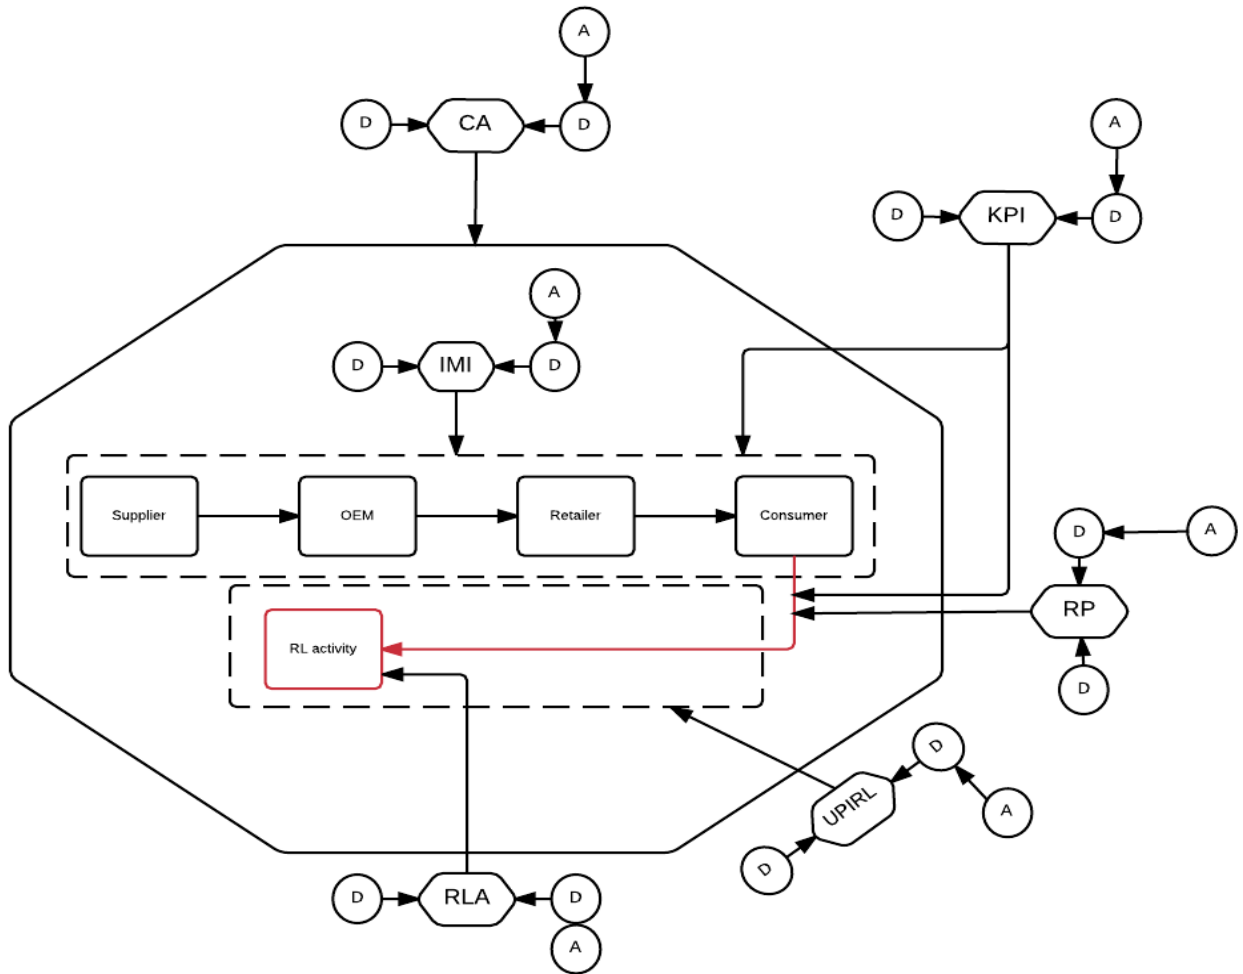 A
D
CA
D
A
D
KPI
D
A
D
IMI
D
Supplier
OEM
Retailer
Consumer
D
A
RP
D
RL activity
D
UPIRL
A
D
D
RLA
D
A